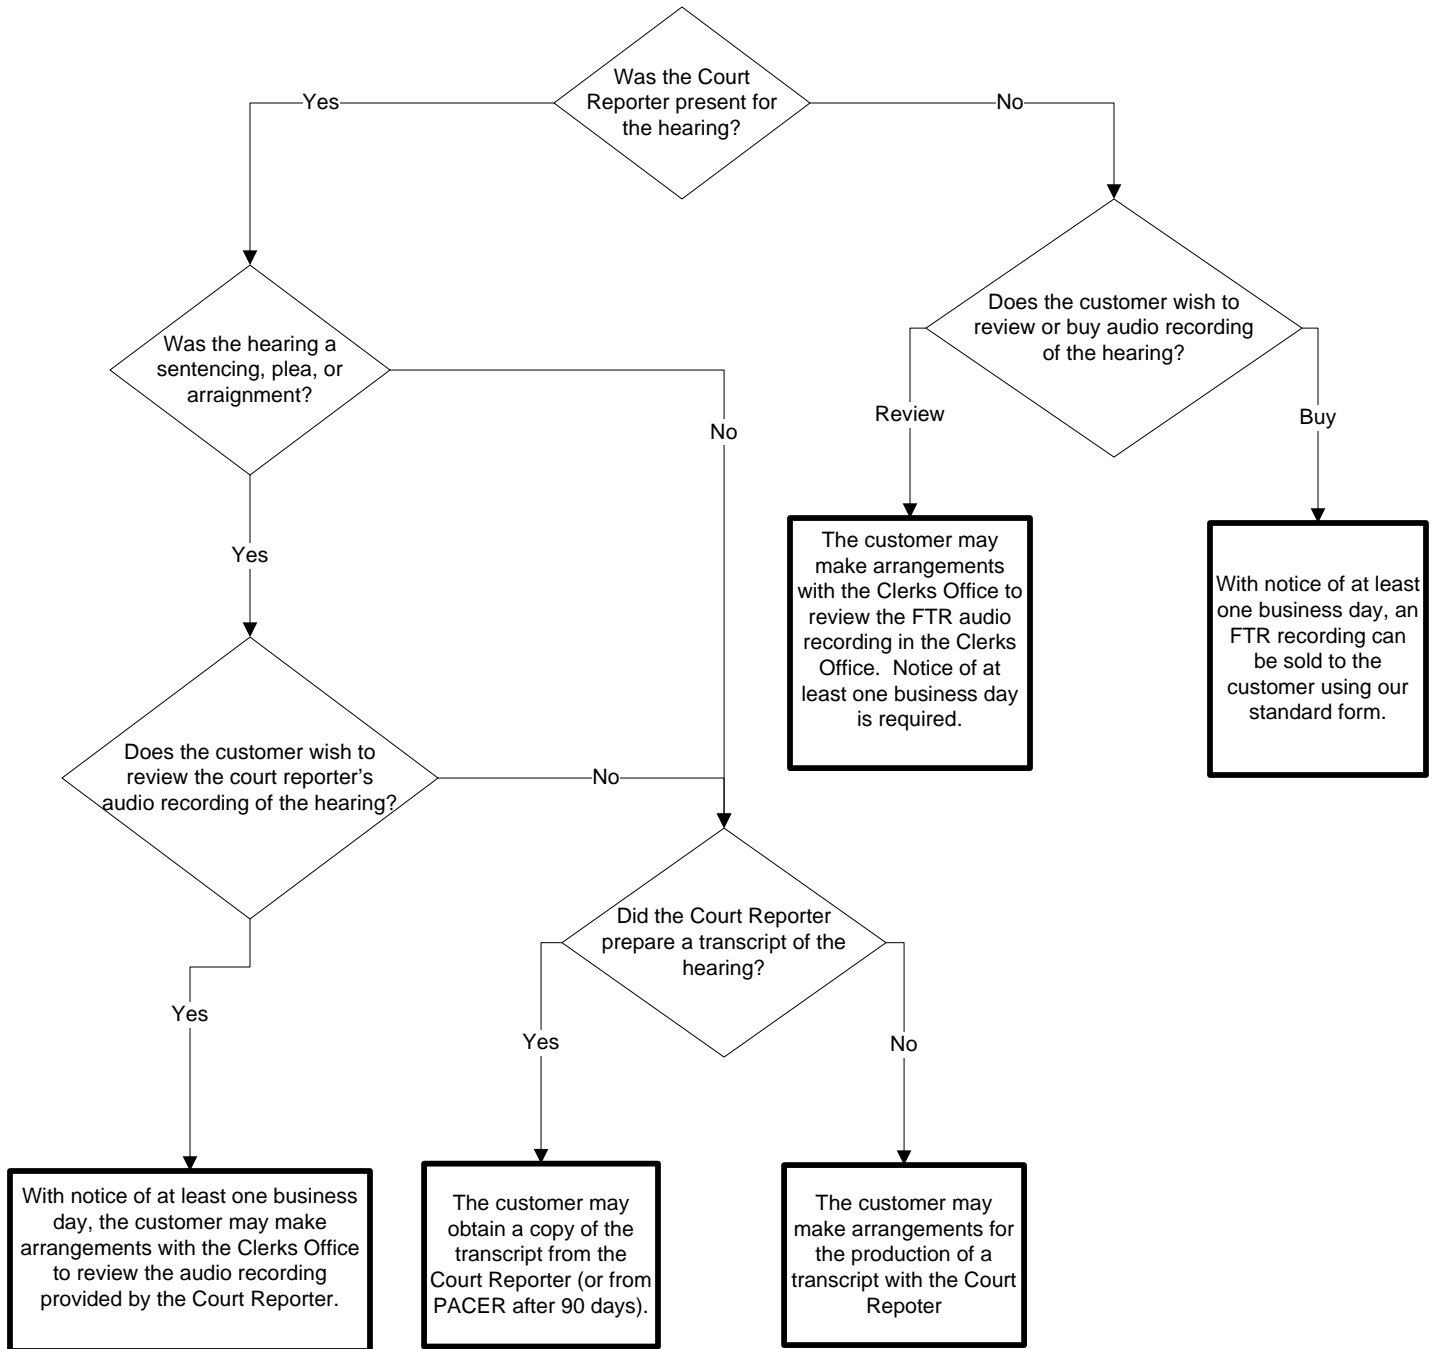 Was the Court
Reporter present for
the hearing?
Yes
No
Was the hearing a
sentencing, plea, or
arraignment?
Does the customer wish to
review or buy audio recording
of the hearing?
Review
Buy
No
Yes
The customer may
make arrangements
with the Clerks Office to
review the FTR audio
recording in the Clerks
Office. Notice of at
least one business day
is required.
With notice of at least
one business day, an
FTR recording can
be sold to the
customer using our
standard form.
Does the customer wish to
review the court reporter's
audio recording of the hearing?
No
Yes
Did the Court Reporter
prepare a transcript of the
hearing?
Yes
No
With notice of at least one business
day, the customer may make
arrangements with the Clerks Office
to review the audio recording
provided by the Court Reporter.
The customer may
obtain a copy of the
transcript from the
Court Reporter (or from
PACER after 90 days).
The customer may
make arrangements for
the production of a
transcript with the Court
Repoter